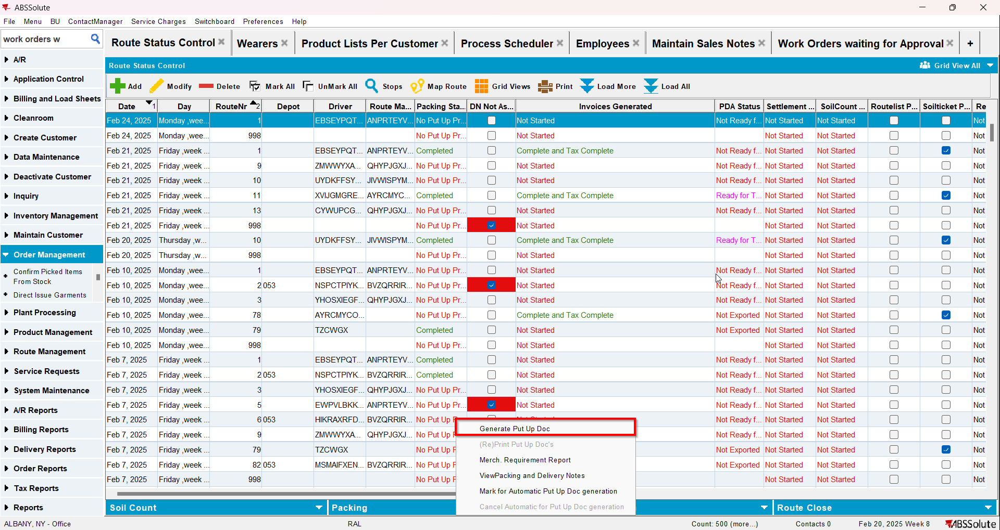 ABSSolute
File Menu BU ContactManager Service Charges Switchboard Preferences Help
work orders w
Route Status Control Wearers Product Lists Per Customer Process Scheduler Employees Maintain Sales Notes Work Orders waiting for Approval +
Route Status Control Grid View All
Add Modify Delete Mark All UnMark All Stops Map Route Grid Views Print Load More Load All
A/R
Application Control
Billing and Load Sheets
Cleanroom
Create Customer
Data Maintenance
Deactivate Customer
Inquiry
Inventory Management
Maintain Customer
Order Management
Confirm Picked Items
From Stock
Direct Issue Garments
Plant Processing
Product Management
Route Management
Service Requests
System Maintenance
A/R Reports
Billing Reports
Delivery Reports
Order Reports
Tax Reports
Reports
Date 1 Day RouteNr 2 Depot Driver Route Ma... Packing Sta... DN Not As... Invoices Generated PDA Status Settlement ... SoilCount ... Routelist P... Soilticket P... Re
Feb 24, 2025 Monday ,wee... 1 EBSEYPQT... ANPRTEYV... No Put Up Pr... Not Started Not Ready f... Not Started Not Started Not
Feb 24, 2025 Monday ,wee... 998 No Put Up Pr... Not Started Not Started Not Started Not
Feb 21, 2025 Friday ,week ... 1 EBSEYPQT... ANPRTEYV... Completed Complete and Tax Complete Not Ready f... Not Started Not Started Not
Feb 21, 2025 Friday ,week ... 9 ZMWWYXA... QHYPJGXJ... No Put Up Pr... Not Started Not Ready f... Not Started Not Started Not
Feb 21, 2025 Friday ,week ... 10 UYDKFFSY... JIVWISPYM... No Put Up Pr... Not Started Not Ready f... Not Started Not Started Not
Feb 21, 2025 Friday ,week ... 11 XVIJGMGRE... AYRCMYC... Completed Complete and Tax Complete Ready for T... Not Started Not Started Not
Feb 21, 2025 Friday ,week ... 13 CYWUPCG... QHYPJGXJ... No Put Up Pr... Not Started Not Ready f... Not Started Not Started Not
Feb 21, 2025 Friday ,week ... 998 No Put Up Pr... Not Started Not Started Not Started Not
Feb 20, 2025 Thursday ,w... 10 UYDKFFSY... JIVWISPYM... Completed Complete and Tax Complete Ready for T... Not Started Not Started Not
Feb 20, 2025 Thursday ,w... 998 No Put Up Pr... Not Started Not Started Not Started Not
Feb 10, 2025 Monday ,wee... 1 EBSEYPQT... ANPRTEYV... No Put Up Pr... Not Started Not Ready f... Not Started Not Started Not
Feb 10, 2025 Monday ,wee... 2 053 NSPCTPIYK... BVZQRRIR... No Put Up Pr... Not Started Not Ready f... Not Started Not Started Not
Feb 10, 2025 Monday ,wee... 3 YHOSXIEGF... QHYPJGXJ... No Put Up Pr... Not Started Not Ready f... Not Started Not Started Not
Feb 10, 2025 Monday ,wee... 78 AYRCMYCO... No Put Up Pr... Complete and Tax Complete Not Exported Not Started Not Started Not
Feb 10, 2025 Monday ,wee... 79 TZCWGX Completed Not Started Not Exported Not Started Not Started Not
Feb 10, 2025 Monday ,wee... 998 No Put Up Pr... Not Started Not Started Not Started Not
Feb 7, 2025 Friday ,week ... 1 EBSEYPQT... ANPRTEYV... Completed Not Started Not Ready f... Not Started Not Started Not
Feb 7, 2025 Friday ,week ... 2 053 NSPCTPIYK... BVZQRRIR... Completed Not Started Not Ready f... Not Started Not Started Not
Feb 7, 2025 Friday ,week ... 3 YHOSXIEGF... QHYPJGXJ... No Put Up Pr... Not Started Not Ready f... Not Started Not Started Not
Feb 7, 2025 Friday ,week ... 5 EWPVLBKK... ANPRTEYV... No Put Up Pr... Not Started Not Ready f... Not Started Not Started Not
Feb 7, 2025 Friday ,week ... 6 053 HIKRAXRFD... BVZQRRIR... No Put Up Not Ready f... Not Started Not Started Not
Feb 7, 2025 Friday ,week ... 9 ZMWWYXA... QHYPJGXJ... No Put Up Not Ready f... Not Started Not Started Not
Feb 7, 2025 Friday ,week ... 79 TZCWGX No Put Up Not Exported Not Started Not Started Not
Feb 7, 2025 Friday ,week ... 82 053 MSMAIFXEN... BVZQRRIR... No Put Up Not Exported Not Started Not Started Not
Feb 7, 2025 Friday ,week ... 998 No Put Up Not Started Not Started Not
Generate Put Up Doc
(Re)Print Put Up Doc's
Merch. Requirement Report
ViewPacking and Delivery Notes
Mark for Automatic Put Up Doc generation
Cancel Automatic for Put Up Doc generation
Soil Count Packing Route Close
ALBANY, NY - Office RAL Count: 500 (more...) Contacts 0 Feb 20, 2025 Week 8 ABSSolute